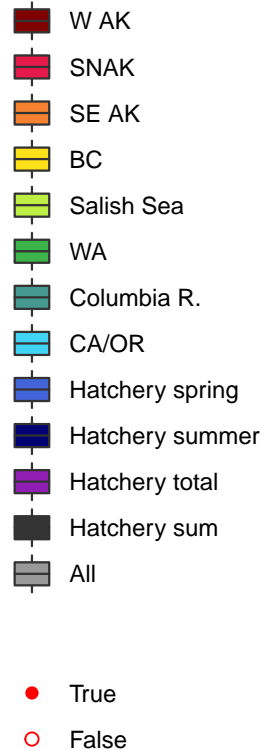 W AK
SNAK
SE AK
BC
Salish Sea
WA
Columbia R.
CA/OR
Hatchery spring
Hatchery summer
Hatchery total
Hatchery sum
All
True
False